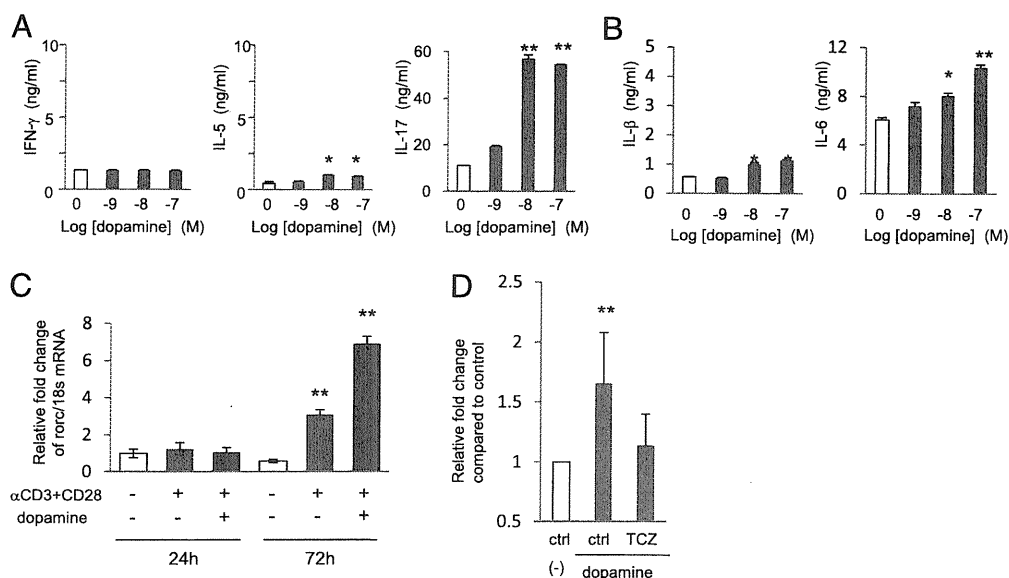 A
IFN-γ (ng/ml)
10
5
0
0 -9 -8 -7
Log [dopamine] (M)
IL-5 (ng/ml)
10
5
0
* *
0 -9 -8 -7
Log [dopamine] (M)
IL-17 (ng/ml)
60
40
20
0
** **
0 -9 -8 -7
Log [dopamine] (M)
B
IL-β (ng/ml)
5
4
3
2
1
0
* *
0 -9 -8 -7
Log [dopamine] (M)
IL-6 (ng/ml)
12
8
4
0
* **
0 -9 -8 -7
Log [dopamine] (M)
C
Relative fold change
of rorc/18s mRNA
8
6
4
2
0
** **
αCD3+CD28 - + + - + +
dopamine - - + - - +
24h 72h
D
Relative fold change
compared to control
2.5
2
1.5
1
0.5
**
ctrl ctrl TCZ
(-) dopamine